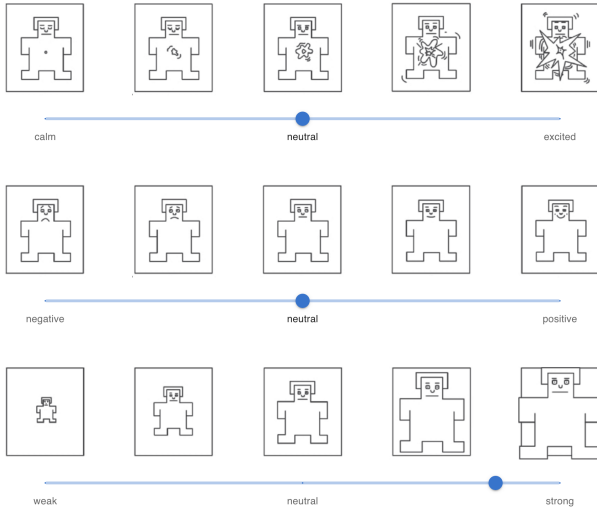 calm neutral excited
negative neutral positive
weak neutral strong